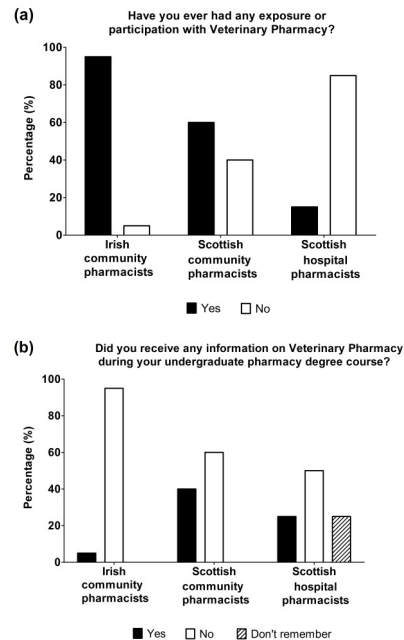 (a)
Have you ever had any exposure or
participation with Veterinary Pharmacy?
100
80
60
40
20
0
Percentage (%)
Irish
community
pharmacists
Scottish
community
pharmacists
Scottish
hospital
pharmacists
Yes
No
(b)
Did you receive any information on Veterinary Pharmacy
during your undergraduate pharmacy degree course?
100
80
60
40
20
0
Percentage (%)
Irish
community
pharmacists
Scottish
community
pharmacists
Scottish
hospital
pharmacists
Yes
No
Don't remember